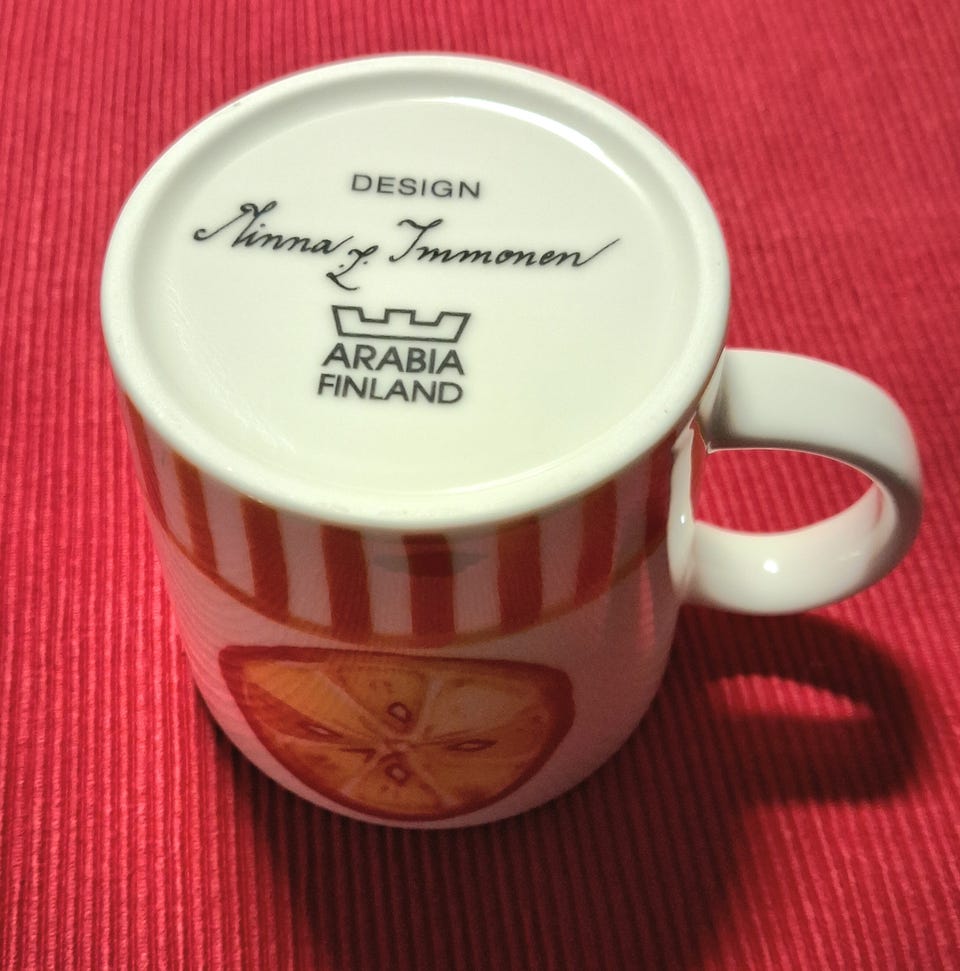 DESIGN
Minna L. Immonen
ARABIA
FINLAND